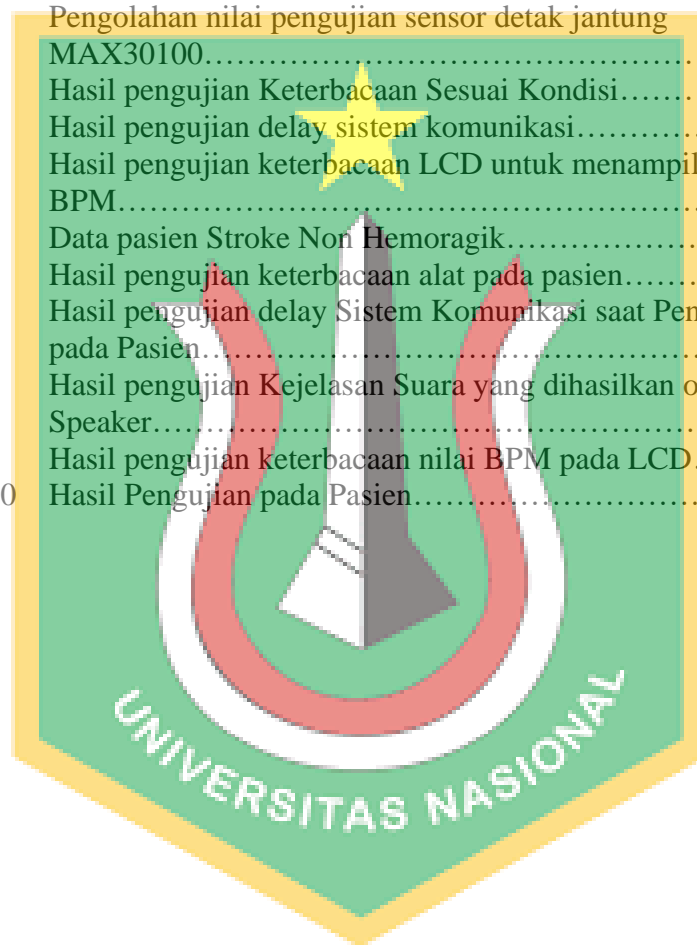 Pengolahan nilai pengujian sensor detak jantung
MAX30100……………………………………………
Hasil pengujian Keterbacaan Sesuai Kondisi………
Hasil pengujian delay sistem komunikasi……………
Hasil pengujian keterbacaan LCD untuk
BPM……………………………………………………
Data pasien Stroke Non Hemoragik…………………
Hasil pengujian keterbacaan alat pada pasien………
Hasil pengujian delay Sistem Komunikasi saat
pada Pasien……………………………………………
Hasil pengujian Kejelasan Suara yang dihasilkan
Speaker…………………………………………………
Hasil pengujian keterbacaan nilai BPM pada LCD.
0 Hasil Pengujian pada Pasien…………………………
UNIVERSITAS NASIONAL